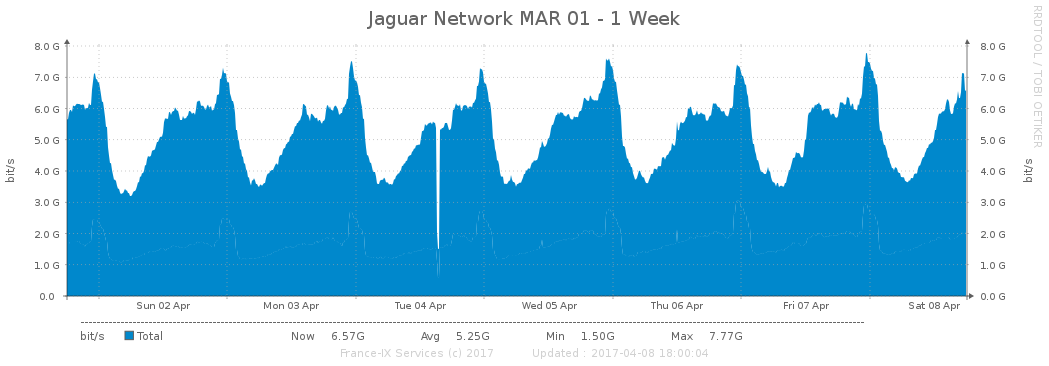 Jaguar Network MAR 01 - 1 Week
RRDTOOL / TOBI OETIKER
bit/s
8.0 G 8.0 G
7.0 G 7.0 G
6.0 G 6.0 G
5.0 G 5.0 G
4.0 G 4.0 G
3.0 G 3.0 G
2.0 G 2.0 G
1.0 G 1.0 G
0.0 0.0 G
bit/s
Sun 02 Apr Mon 03 Apr Tue 04 Apr Wed 05 Apr Thu 06 Apr Fri 07 Apr Sat 08 Apr
bit/s Total Now 6.57G Avg 5.25G Min 1.50G Max 7.77G
France-IX Services (c) 2017 Updated : 2017-04-08 18:00:04